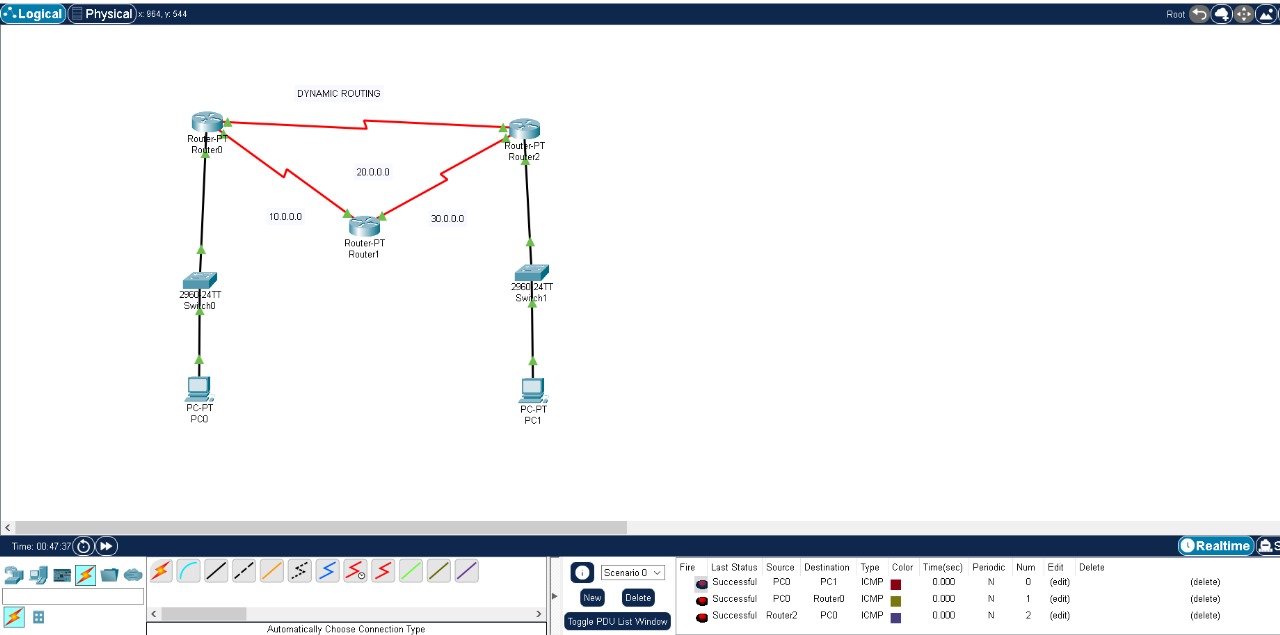 Logical Physical x: 964, y: 544 Root
DYNAMIC ROUTING
Router-PT
Router0
Router-PT
Router2
20.0.0.0
10.0.0.0
30.0.0.0
Router-PT
Router1
2960-24TT
Switch0
2960-24TT
Switch1
PC-PT
PC0
PC-PT
PC1
Time: 00:47:37
Realtime
S
Scenario 0
New
Delete
Toggle PDU List Window
Automatically Choose Connection Type
Fire Last Status Source Destination Type Color Time(sec) Periodic Num Edit Delete
Successful PC0 PC1 ICMP 0.000 N 0 (edit) (delete)
Successful PC0 Router0 ICMP 0.000 N 1 (edit) (delete)
Successful Router2 PC0 ICMP 0.000 N 2 (edit) (delete)